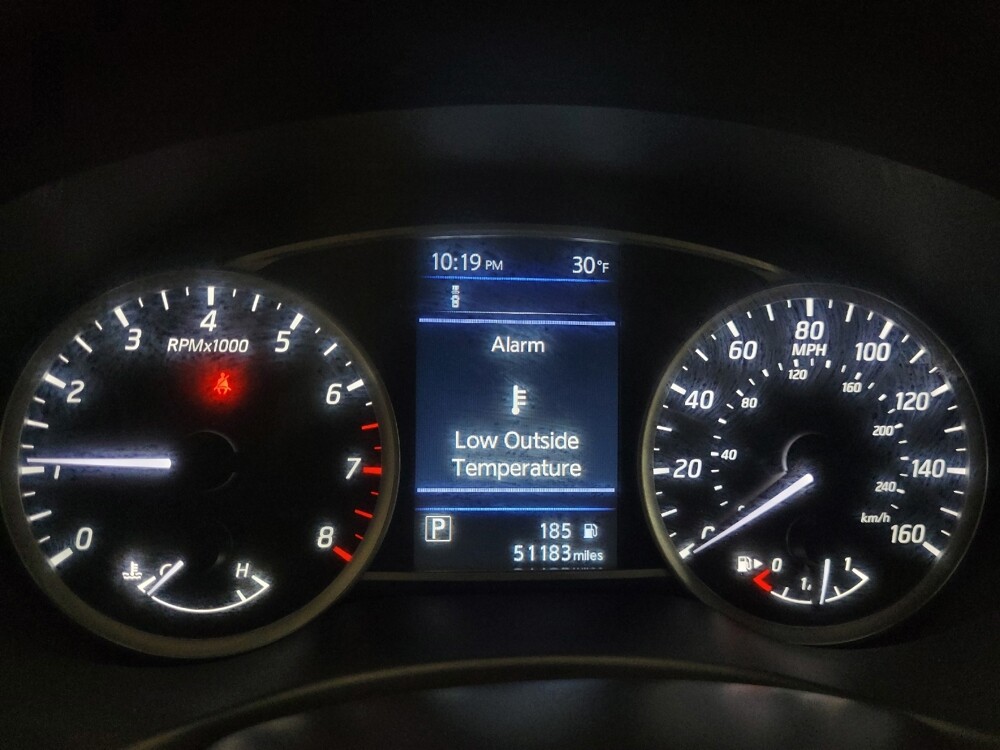 10:19 PM 30°F
Alarm
Low Outside
Temperature
P 185
51183 miles
0 1 2 3 4 5 6 7 8
RPMx1000
H
0 20 40 60 80 100 120 140 160
MPH
40 80 120 160 200 240
km/h
0 1